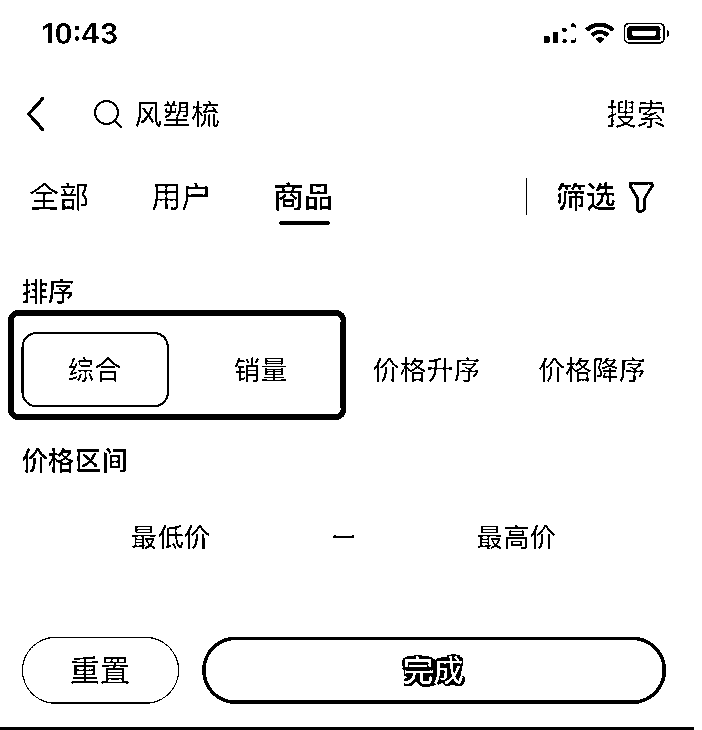 10:43
风塑梳 搜索
全部 用户 商品 筛选
排序
综合 销量 价格升序 价格降序
价格区间
最低价 — 最高价
重置 完成